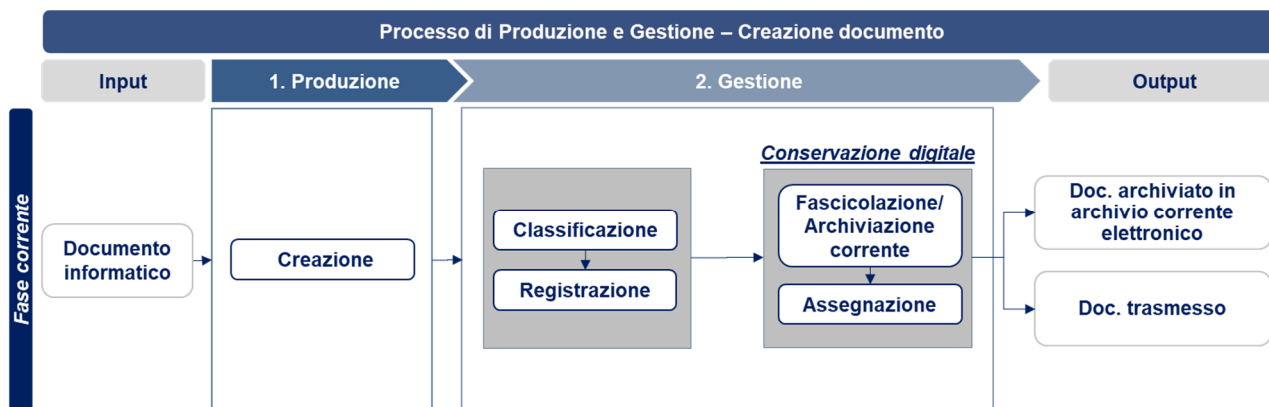 Processo di Produzione e Gestione – Creazione documento
Input
1. Produzione
2. Gestione
Output
Fase corrente
Documento
informatico
Creazione
Classificazione
Registrazione
Conservazione digitale
Fascicolazione/
Archiviazione
corrente
Assegnazione
Doc. archiviato in
archivio corrente
elettronico
Doc. trasmesso